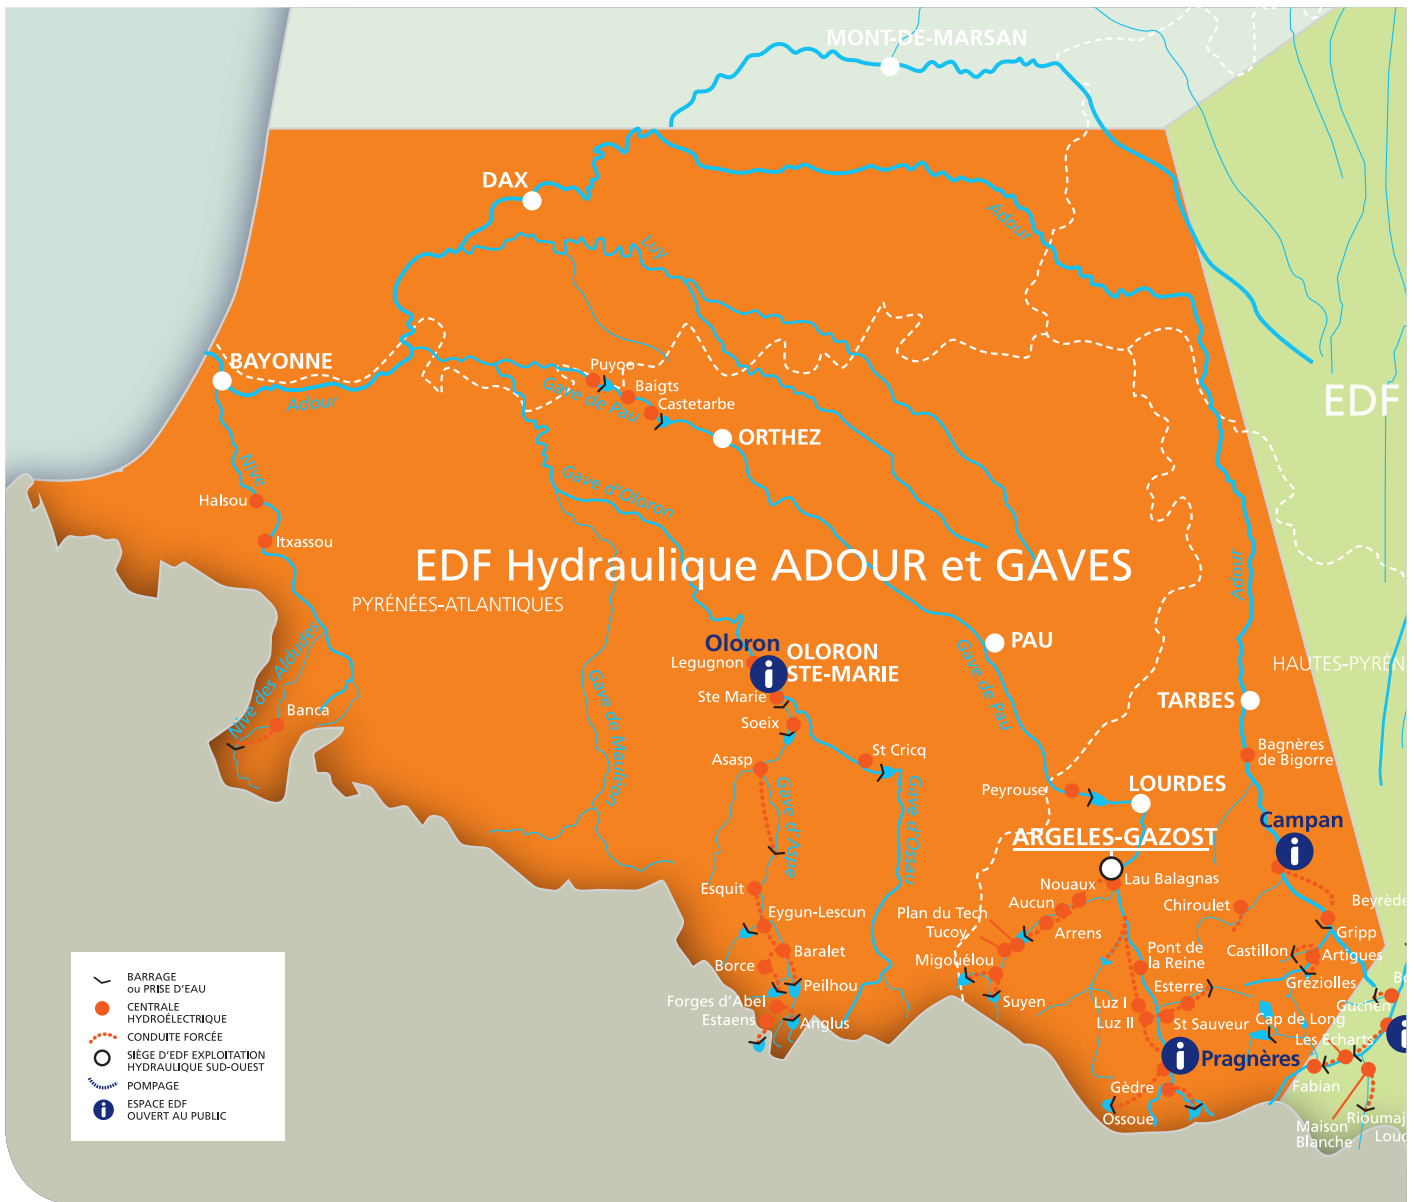 MONT-DE-MARSAN
DAX
Adour
Luy
BAYONNE
Adour
Puyoo
Baigts
Castetarbe
Gave de Pau
ORTHEZ
EDF
Nive
Halsou
Itxassou
Gave d'Oloron
EDF Hydraulique ADOUR et GAVES
PYRÉNÉES-ATLANTIQUES
Adour
Oloron
OLORON
STE-MARIE
Legugnon
PAU
Gave de Pau
HAUTES-PYRÉN
Ste Marie
TARBES
Nive des Aldudes
Banca
Soeix
Gave de Mauléon
Asasp
St Cricq
Bagnères
de Bigorre
Gave d'Aspe
Gave d'Ossau
Peyrouse
LOURDES
Campan
ARGELES-GAZOST
Esquit
Nouaux
Lau Balagnas
Aucun
Chiroulet
Beyrède
Eygun-Lescun
Plan du Tech
Tucoy
Arrens
Gripp
Baralet
Migouélou
Pont de
la Reine
Castillon
Artigues
Borce
Peilhou
Esterre
Gréziolles
Forges d'Abel
Suyen
Luz I
Guchen
Estaens
Anglus
Luz II
St Sauveur
Cap de Long
Les Echarts
Pragnères
Gèdre
Fabian
Ossoue
Maison
Blanche
Rioumaj
BARRAGE
ou PRISE D'EAU
CENTRALE
HYDROÉLECTRIQUE
CONDUITE FORCÉE
SIÈGE D'EDF EXPLOITATION
HYDRAULIQUE SUD-OUEST
POMPAGE
ESPACE EDF
OUVERT AU PUBLIC